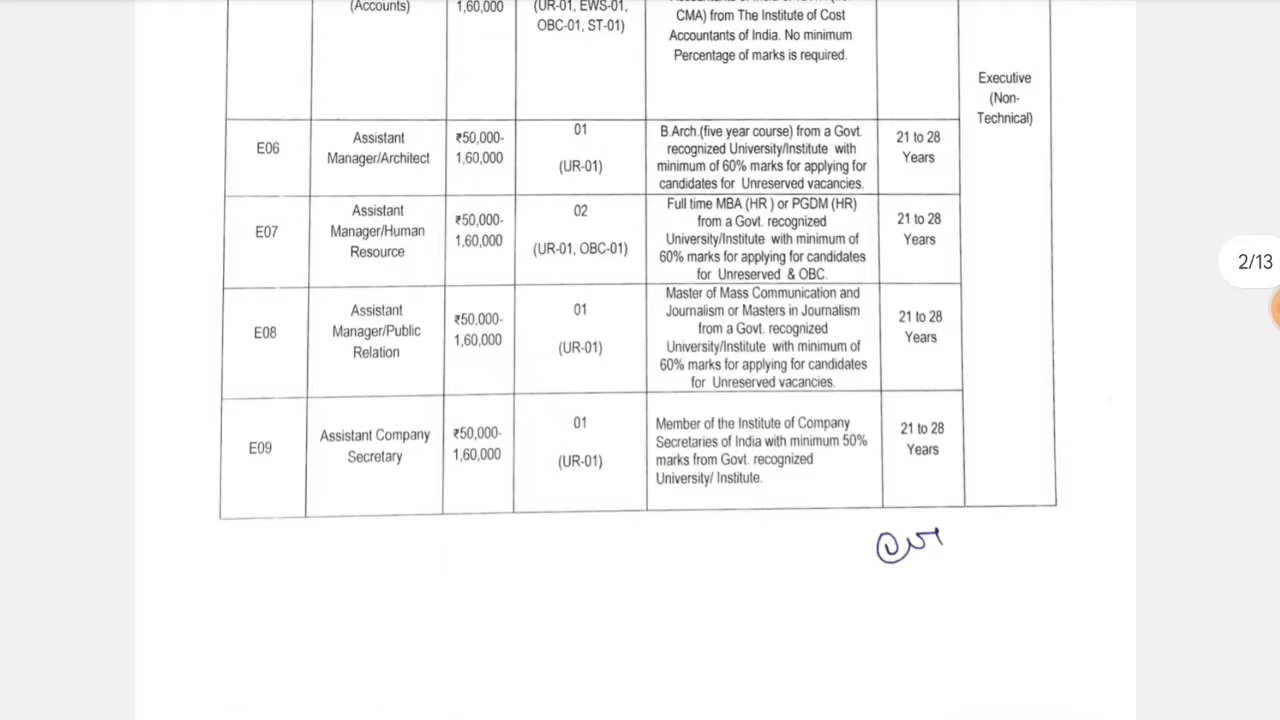 (Accounts)
1,60,000
(UR-01, EWS-01,
OBC-01, ST-01)
CMA) from The Institute of Cost
Accountants of India. No minimum
Percentage of marks is required.
Executive
(Non-
Technical)
E06
Assistant
Manager/Architect
₹50,000-
1,60,000
01
(UR-01)
B.Arch.(five year course) from a Govt.
recognized University/Institute with
minimum of 60% marks for applying for
candidates for Unreserved vacancies.
21 to 28
Years
E07
Assistant
Manager/Human
Resource
₹50,000-
1,60,000
02
(UR-01, OBC-01)
Full time MBA (HR ) or PGDM (HR)
from a Govt. recognized
University/Institute with minimum of
60% marks for applying for candidates
for Unreserved & OBC.
21 to 28
Years
E08
Assistant
Manager/Public
Relation
₹50,000-
1,60,000
01
(UR-01)
Master of Mass Communication and
Journalism or Masters in Journalism
from a Govt. recognized
University/Institute with minimum of
60% marks for applying for candidates
for Unreserved vacancies.
21 to 28
Years
E09
Assistant Company
Secretary
₹50,000-
1,60,000
01
(UR-01)
Member of the Institute of Company
Secretaries of India with minimum 50%
marks from Govt. recognized
University/ Institute.
21 to 28
Years
2/13